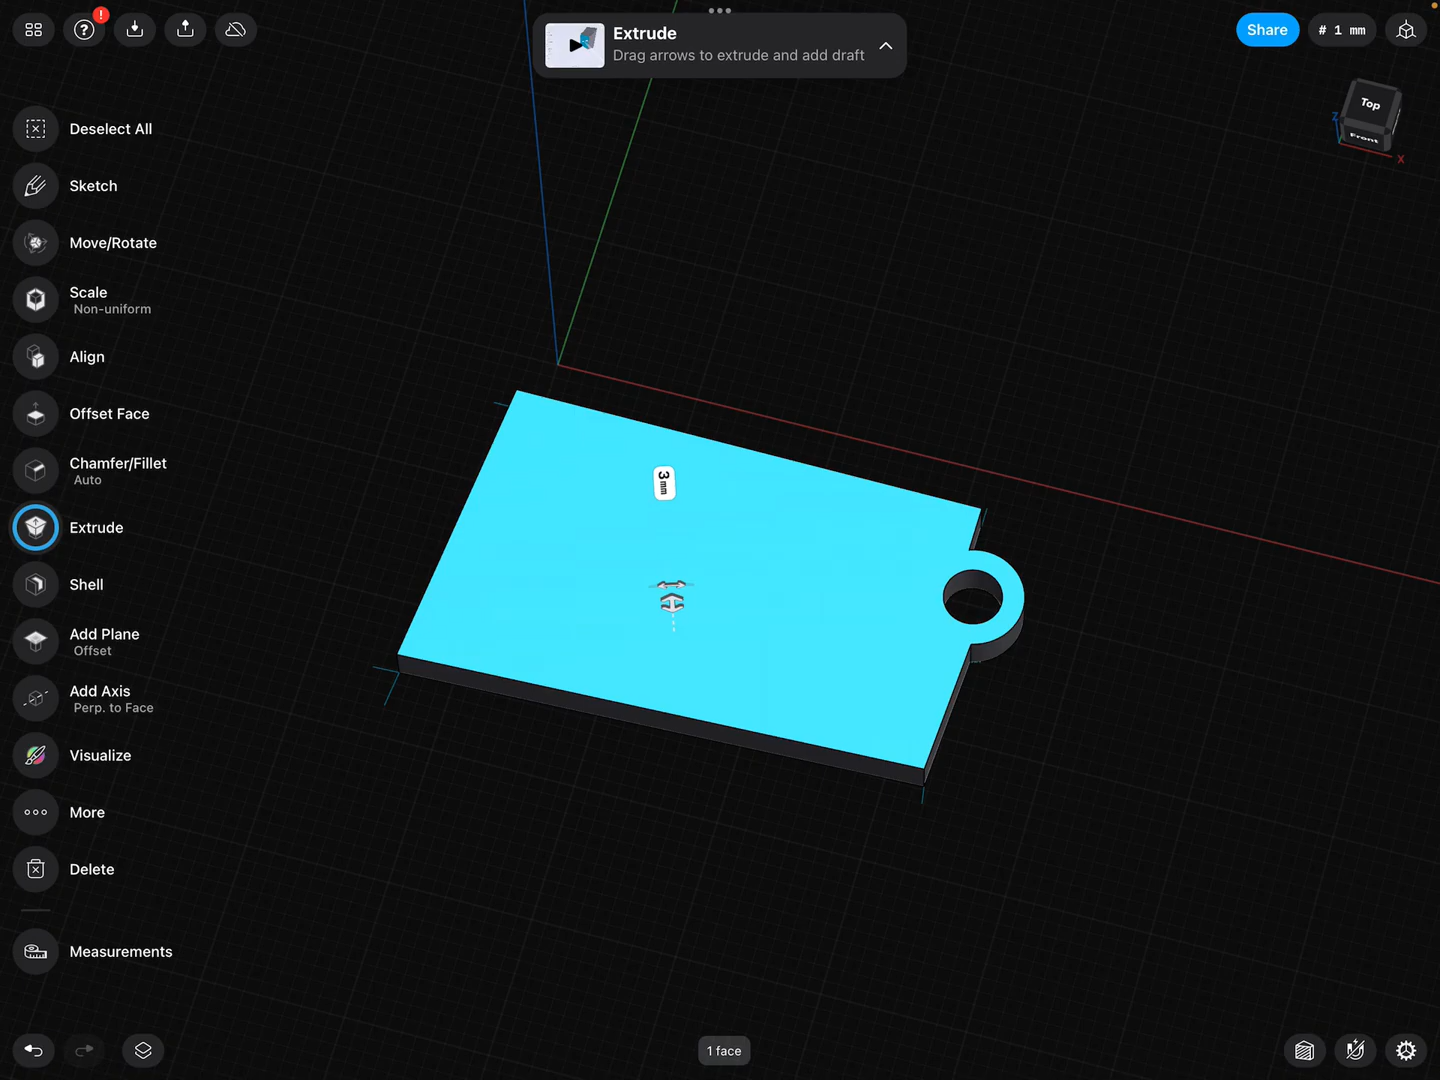 !
Extrude
Drag arrows to extrude and add draft
Share
# 1 mm
Top
Front
Z
X
Deselect All
Sketch
Move/Rotate
Scale
Non-uniform
Align
Offset Face
Chamfer/Fillet
Auto
Extrude
Shell
Add Plane
Offset
Add Axis
Perp. to Face
Visualize
More
Delete
Measurements
3 mm
1 face